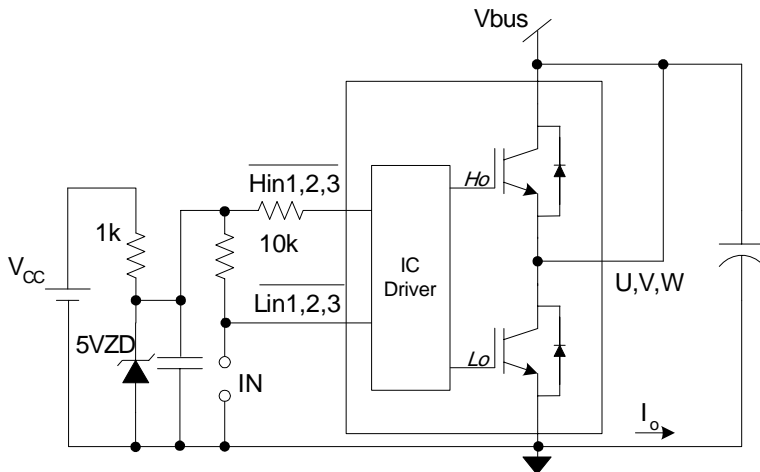 Vbus
Hin1,2,3
Ho
1k
10k
VCC
IC
Driver
U,V,W
Lin1,2,3
5VZD
Lo
IN
Io